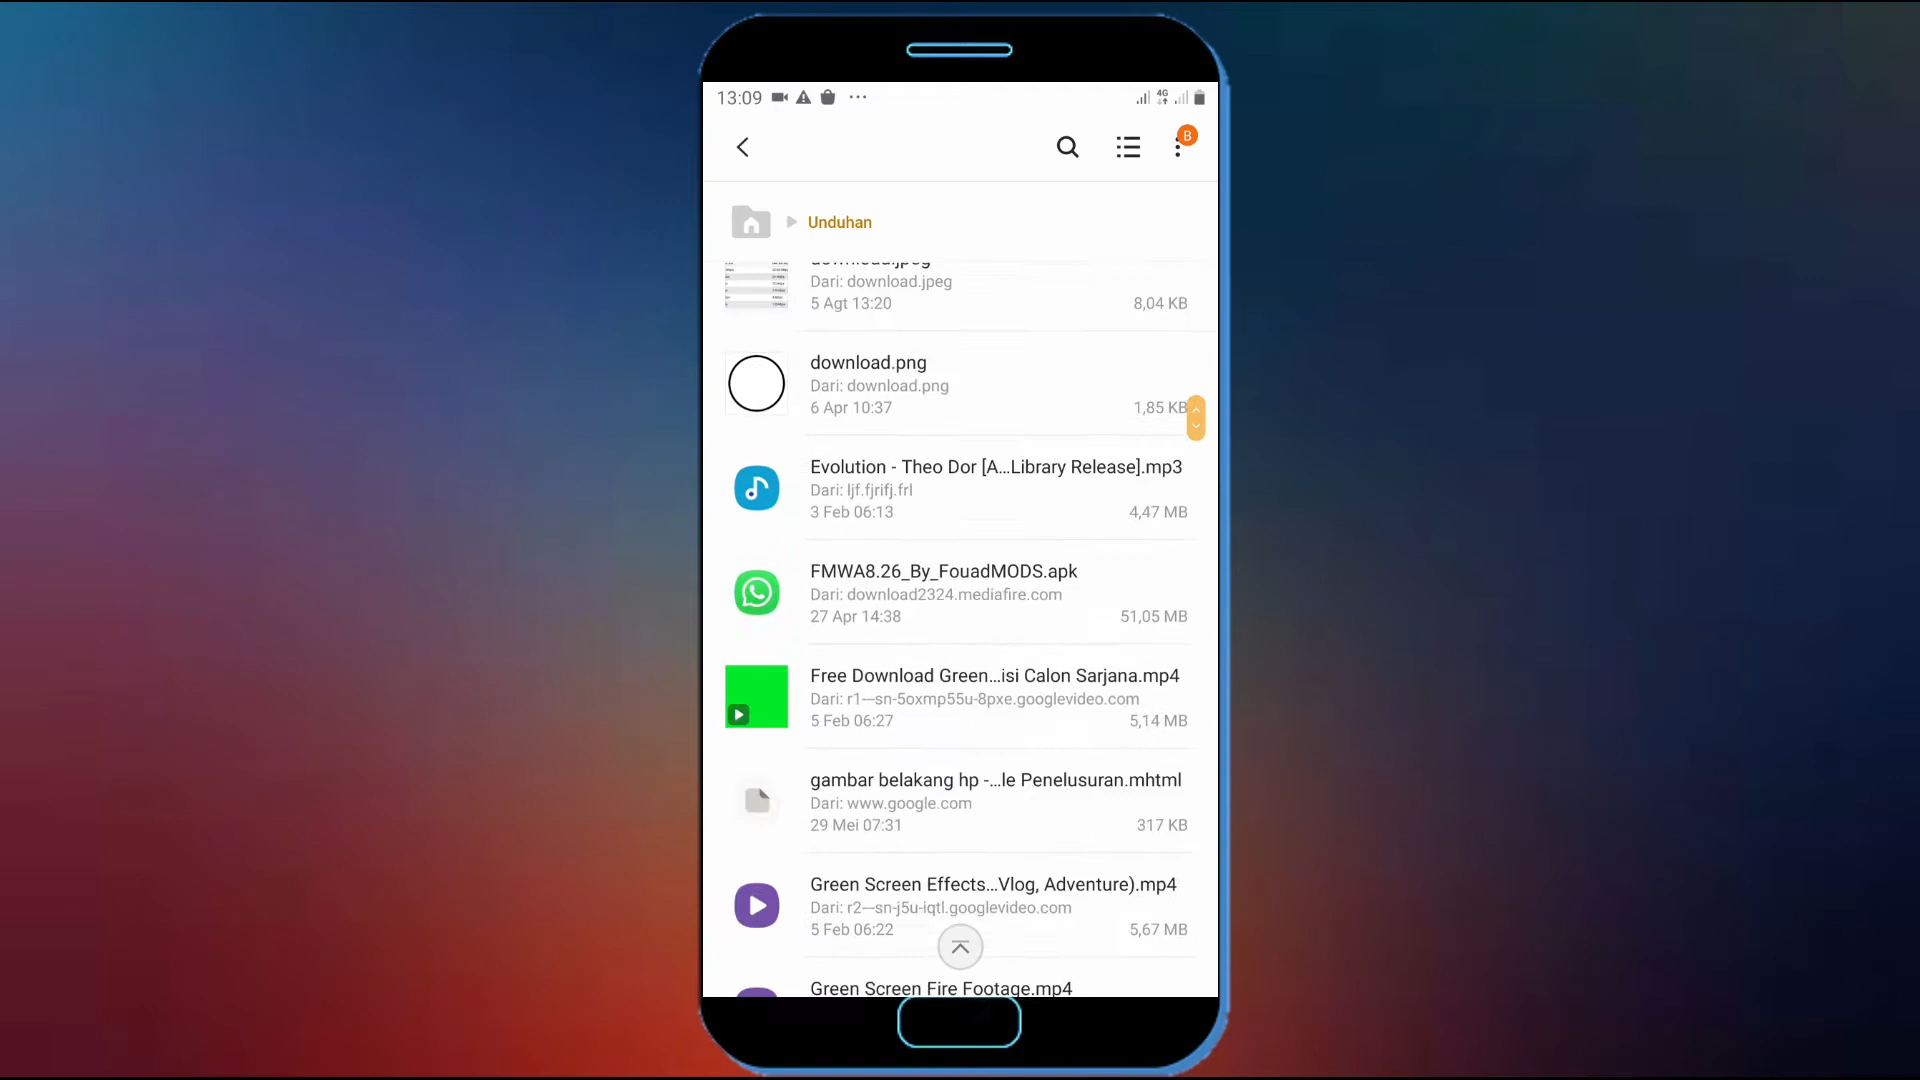 13:09
4G
B
Unduhan
download.jpeg
Dari: download.jpeg
5 Agt 13:20
8,04 KB
download.png
Dari: download.png
6 Apr 10:37
1,85 KB
Evolution - Theo Dor [A...Library Release].mp3
Dari: ljf.fjrifj.frl
3 Feb 06:13
4,47 MB
FMWA8.26_By_FouadMODS.apk
Dari: download2324.mediafire.com
27 Apr 14:38
51,05 MB
Free Download Green...isi Calon Sarjana.mp4
Dari: r1---sn-5oxmp55u-8pxe.googlevideo.com
5 Feb 06:27
5,14 MB
gambar belakang hp -...le Penelusuran.mhtml
Dari: www.google.com
29 Mei 07:31
317 KB
Green Screen Effects...Vlog, Adventure).mp4
Dari: r2---sn-j5u-iqtl.googlevideo.com
5 Feb 06:22
5,67 MB
Green Screen Fire Footage.mp4